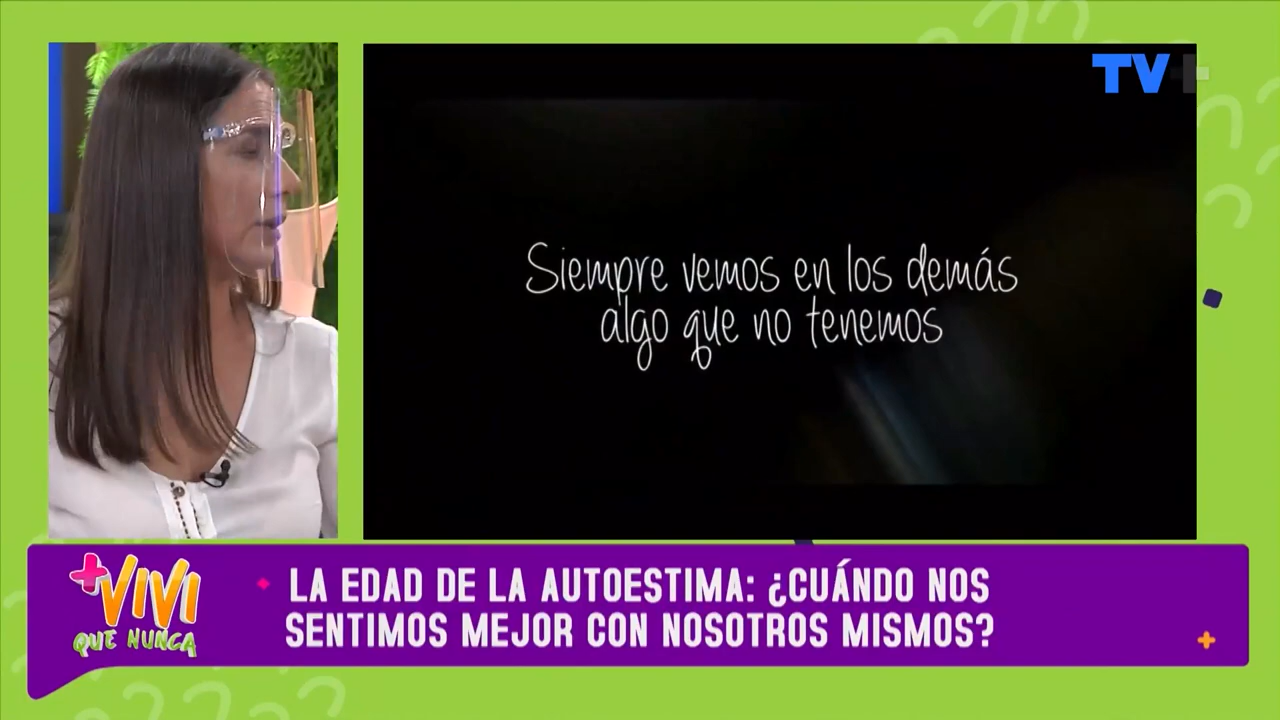 TV+
Siempre vemos en los demás
algo que no tenemos
+VIVI
QUE NUNCA
LA EDAD DE LA AUTOESTIMA: ¿CUÁNDO NOS
SENTIMOS MEJOR CON NOSOTROS MISMOS?